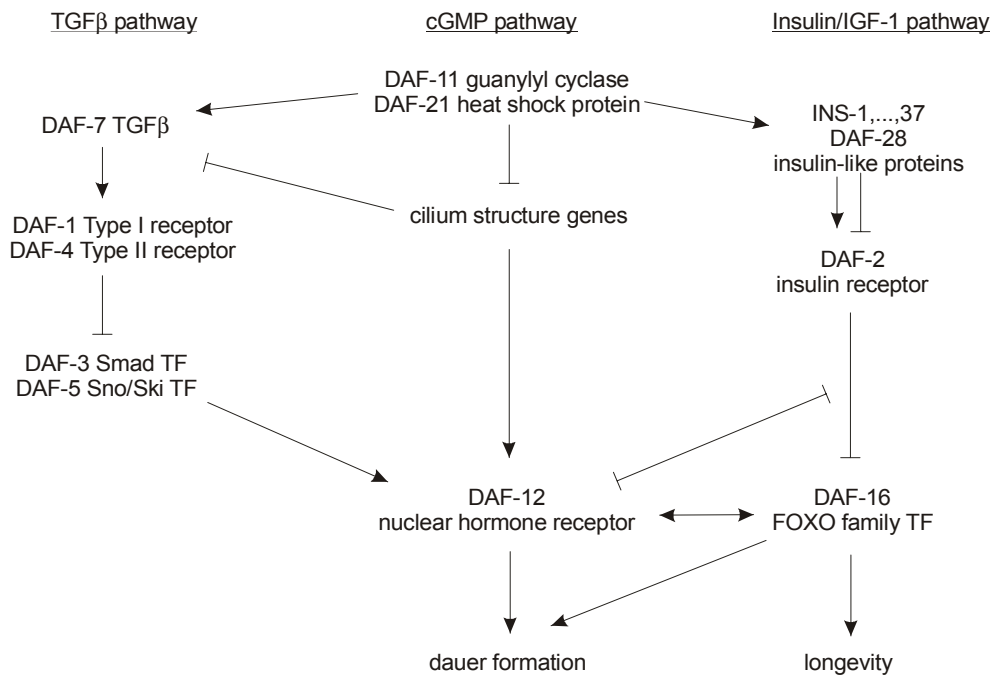 TGFβ pathway
cGMP pathway
Insulin/IGF-1 pathway
DAF-11 guanylyl cyclase
DAF-21 heat shock protein
DAF-7 TGFβ
INS-1,...,37
DAF-28
insulin-like proteins
cilium structure genes
DAF-1 Type I receptor
DAF-4 Type II receptor
DAF-2
insulin receptor
DAF-3 Smad TF
DAF-5 Sno/Ski TF
DAF-12
nuclear hormone receptor
DAF-16
FOXO family TF
dauer formation
longevity